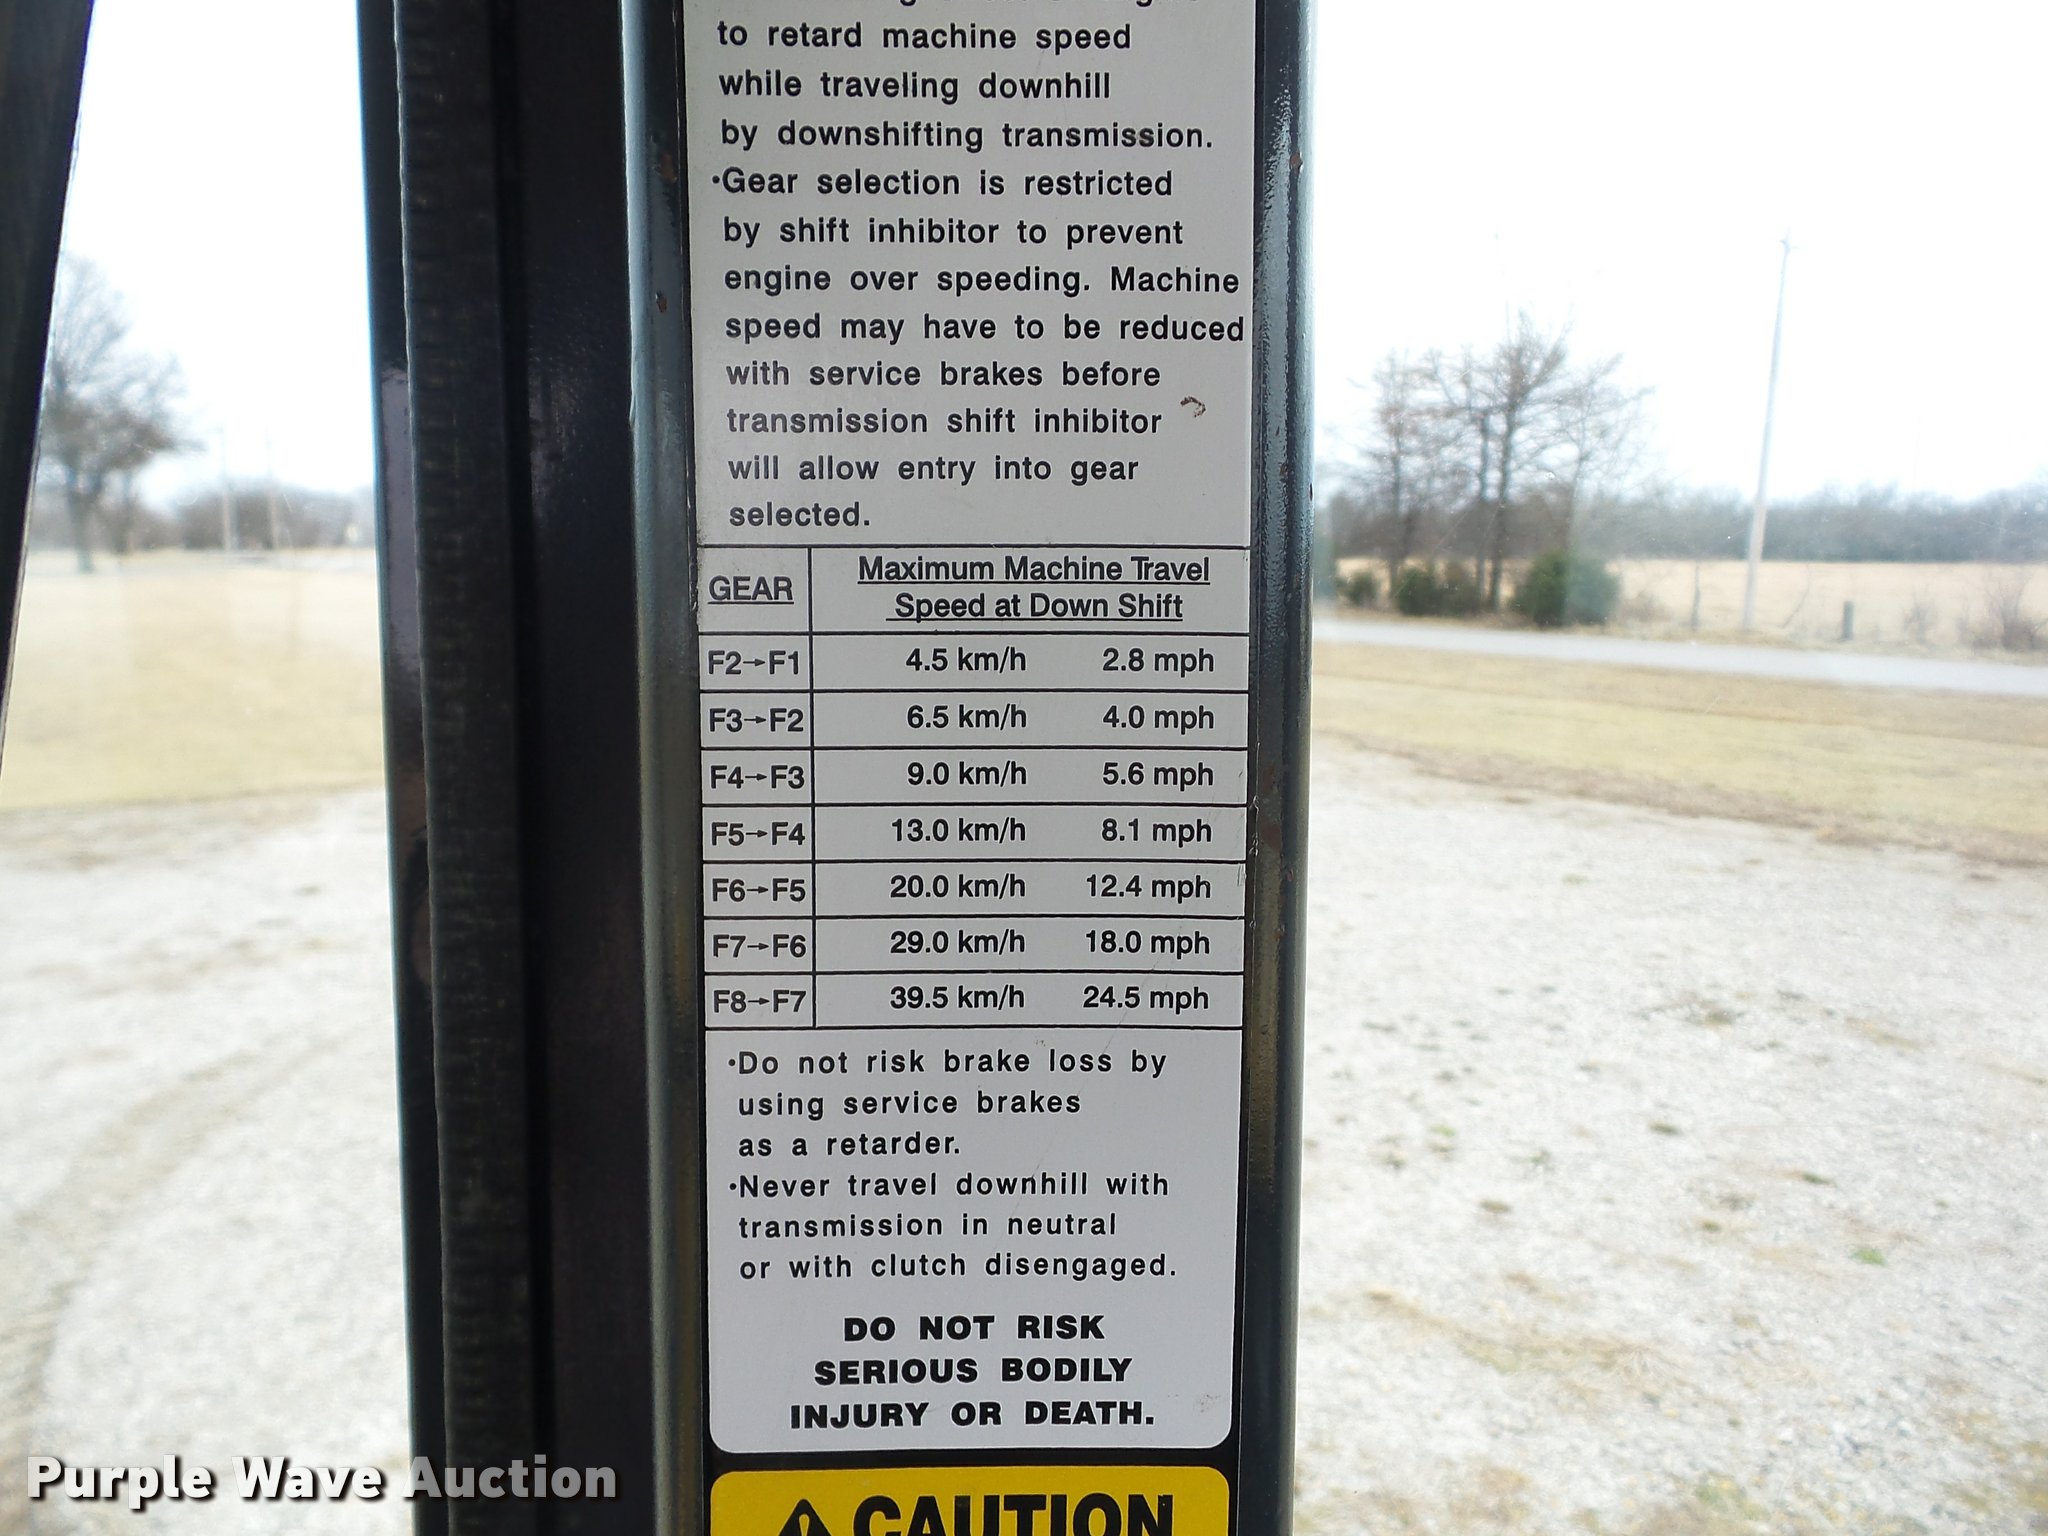 to retard machine speed
while traveling downhill
by downshifting transmission.
•Gear selection is restricted
by shift inhibitor to prevent
engine over speeding. Machine
speed may have to be reduced
with service brakes before
transmission shift inhibitor
will allow entry into gear
selected.
GEAR Maximum Machine Travel
Speed at Down Shift
F2→F1 4.5 km/h 2.8 mph
F3→F2 6.5 km/h 4.0 mph
F4→F3 9.0 km/h 5.6 mph
F5→F4 13.0 km/h 8.1 mph
F6→F5 20.0 km/h 12.4 mph
F7→F6 29.0 km/h 18.0 mph
F8→F7 39.5 km/h 24.5 mph
•Do not risk brake loss by
using service brakes
as a retarder.
•Never travel downhill with
transmission in neutral
or with clutch disengaged.
DO NOT RISK
SERIOUS BODILY
INJURY OR DEATH.
CAUTION
Purple Wave Auction